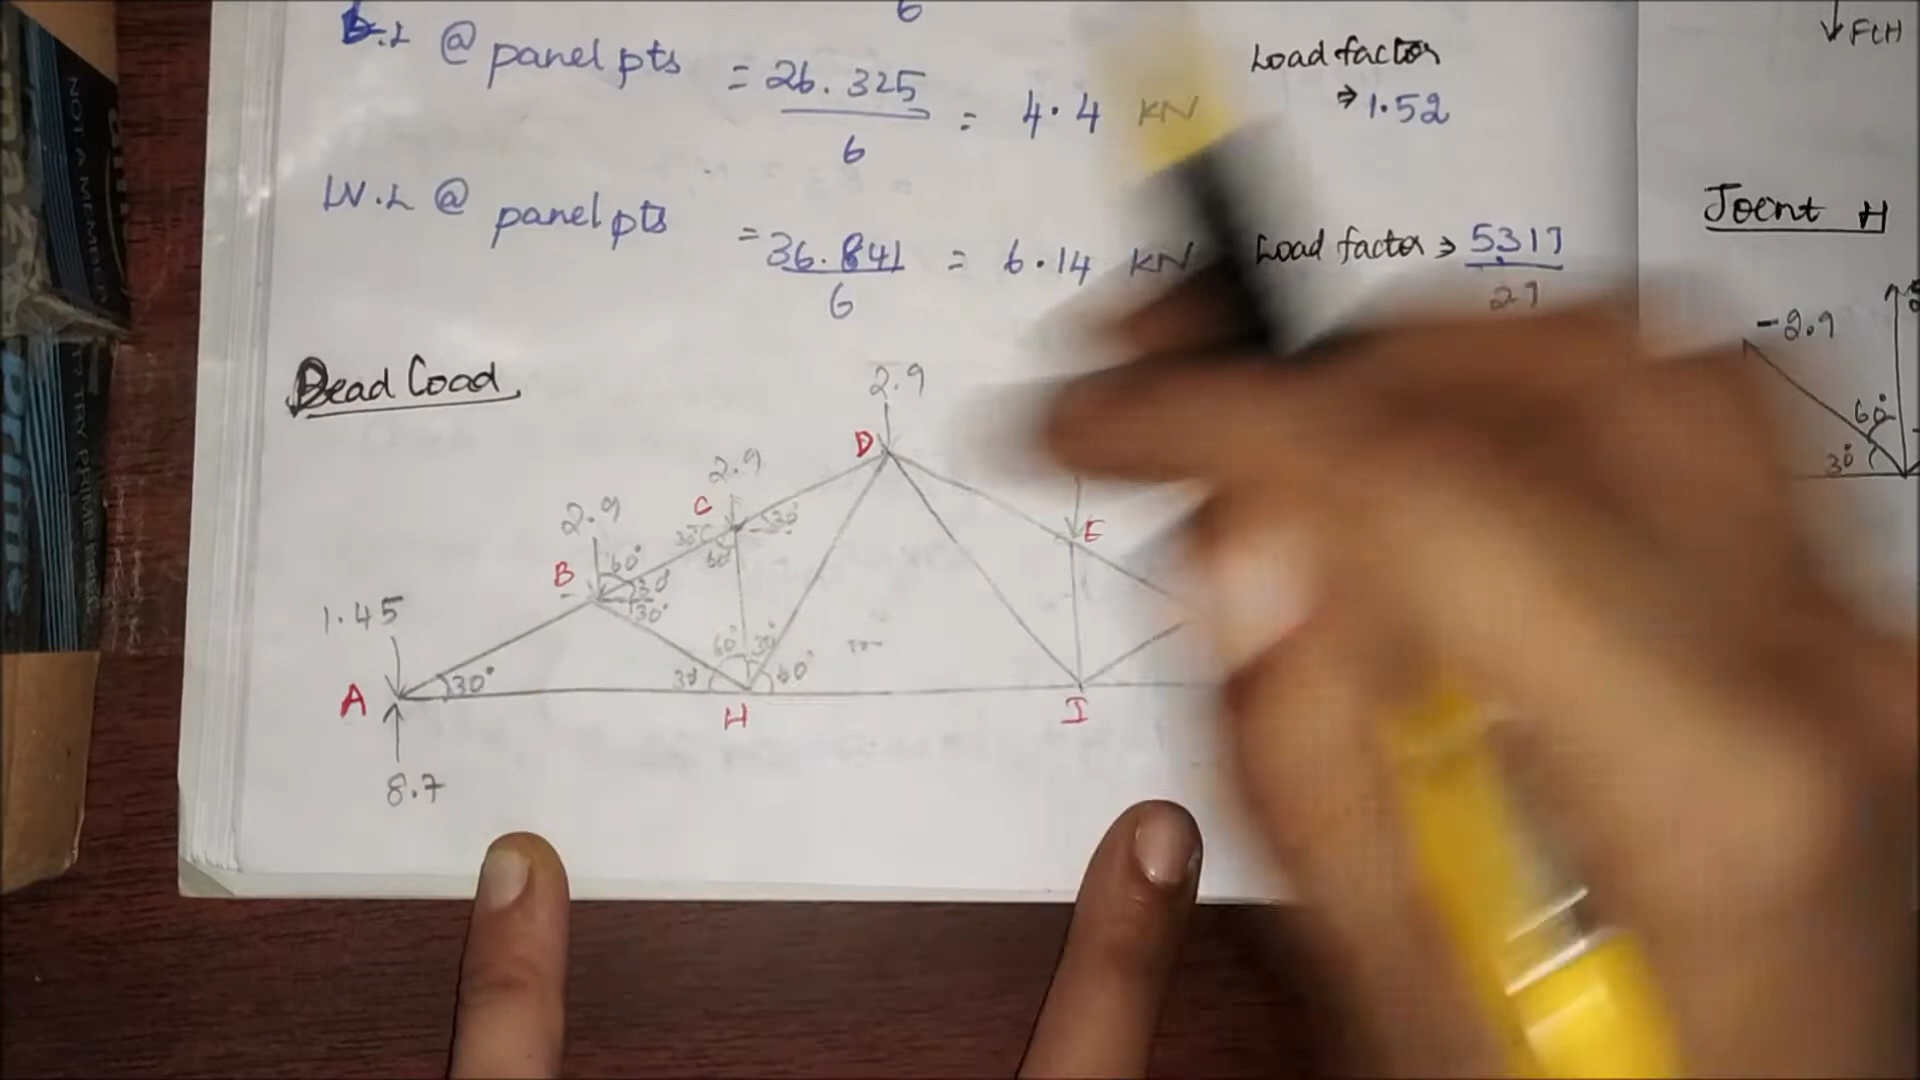 6
L.L @ panel pts = 26.325 / 6 = 4.4 KN
Load factor
⇒ 1.52
W.L @ panel pts = 36.841 / 6 = 6.14 KN
Load factor ⇒
Dead Load
2.9
D
2.9
C
30°
30°
60°
2.9
B
60°
30°
30°
E
1.45
A
30°
60°
30°
30°
60°
H
I
8.7
FCH
Joint H
-2.9
60°
30°
NOT A MEMBER